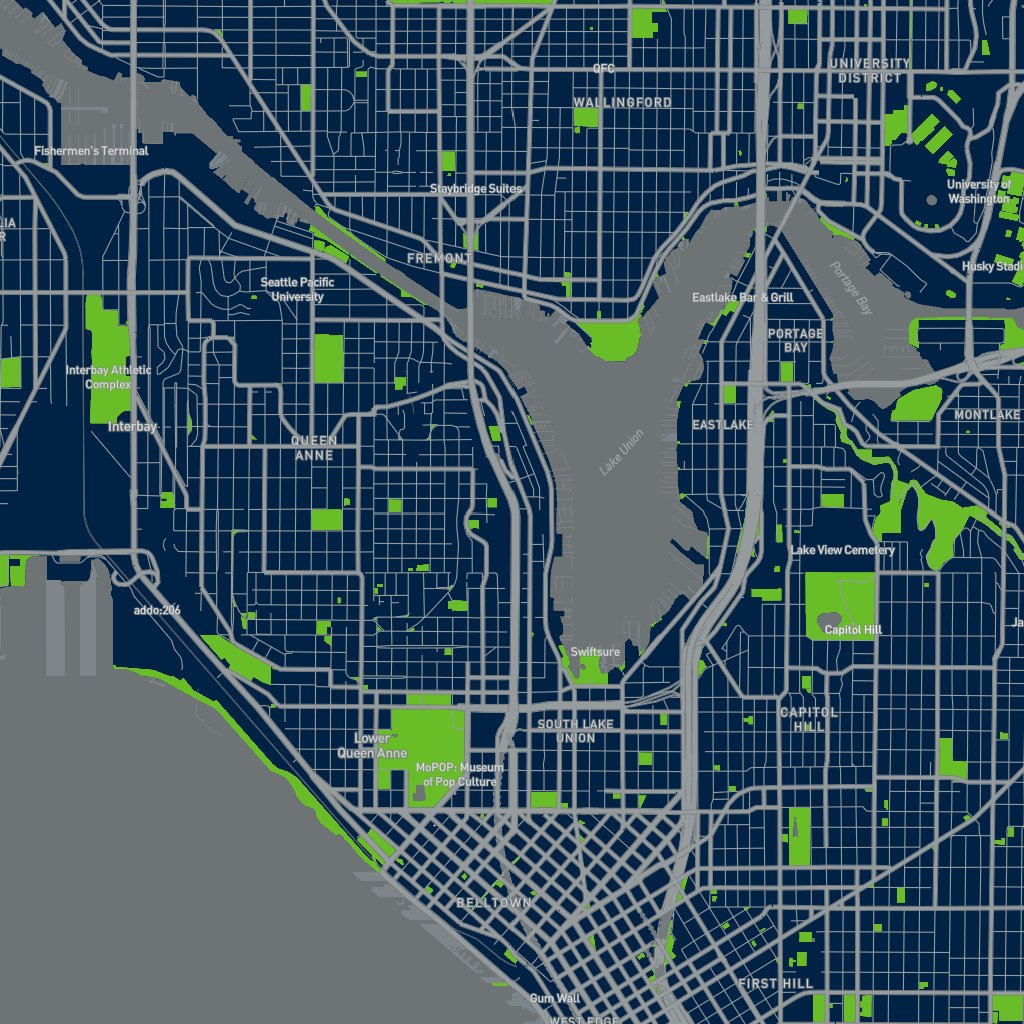 QFC
UNIVERSITY
DISTRICT
WALLINGFORD
Fishermen's Terminal
Staybridge Suites
University of
Washington
LIA
R
FREMONT
Husky Stadi
Seattle Pacific
University
Portage Bay
Eastlake Bar & Grill
PORTAGE
BAY
Interbay Athletic
Complex
Interbay
EASTLAKE
MONTLAKE
QUEEN
ANNE
Lake Union
Lake View Cemetery
addo:206
Capitol Hill
Ja
Swiftsure
CAPITOL
HILL
SOUTH LAKE
UNION
Lower
Queen Anne
MoPOP: Museum
of Pop Culture
BELLTOWN
FIRST HILL
Gum Wall
WEST EDGE